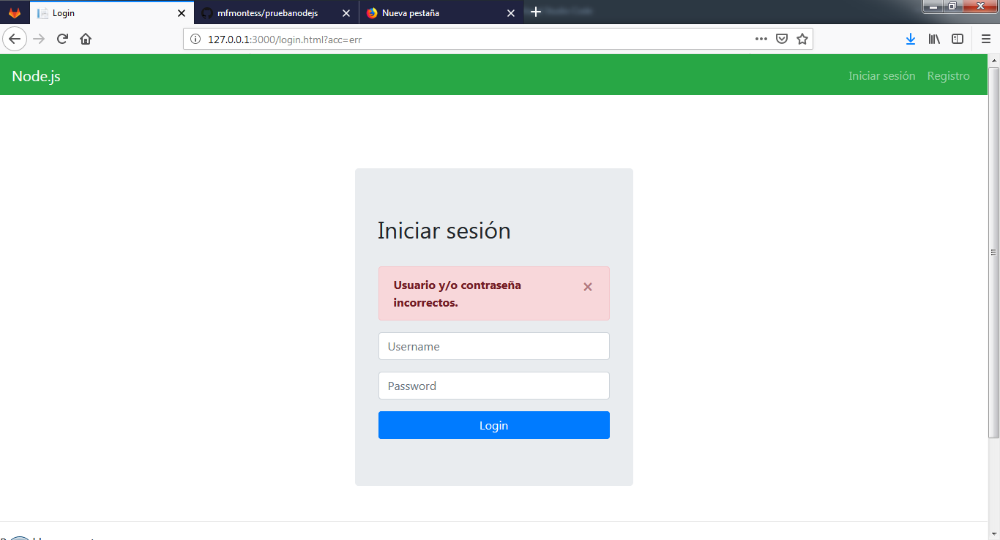 Login
mfmontess/pruebanodejs
Nueva pestaña
127.0.0.1:3000/login.html?acc=err
Node.js
Iniciar sesión
Registro
Iniciar sesión
Usuario y/o contraseña
incorrectos.
Username
Password
Login